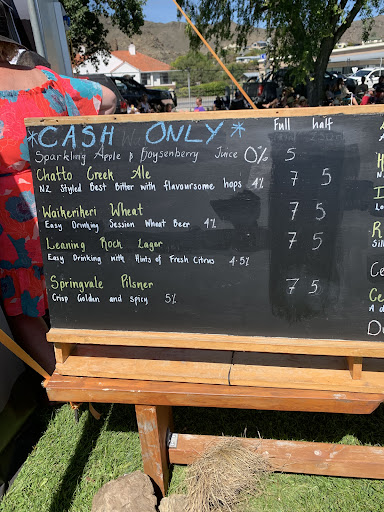 *CASH ONLY* Full half
Sparkling Apple & Boysenberry Juice 0% 5
Chatto Creek Ale 7 5
NZ Styled Best Bitter with flavoursome hops 4%
Waikerikeri Wheat 7 5
Easy Drinking Session Wheat Beer 4%
Leaning Rock Lager 7 5
Easy Drinking with Hints of Fresh Citrus 4.5%
Springvale Pilsner 7 5
Crisp Golden and Spicy 5%